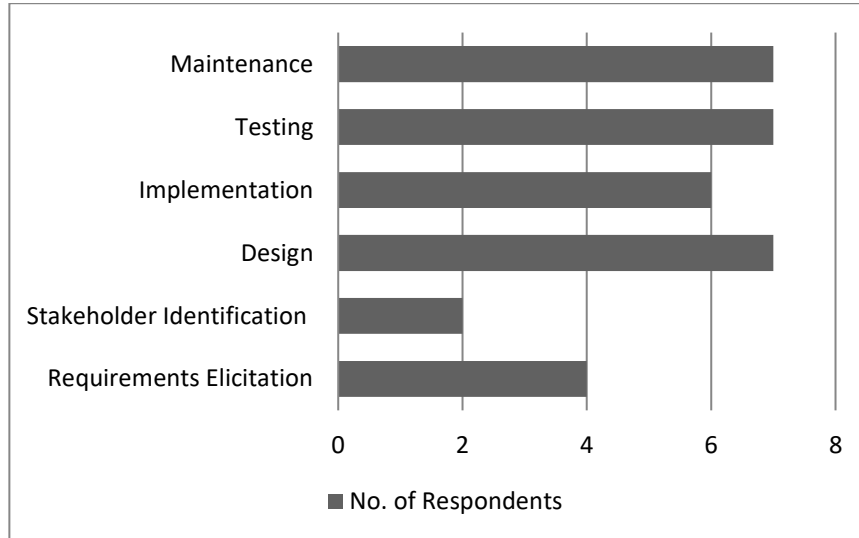 Maintenance
Testing
Implementation
Design
Stakeholder Identification
Requirements Elicitation
0 2 4 6 8
No. of Respondents